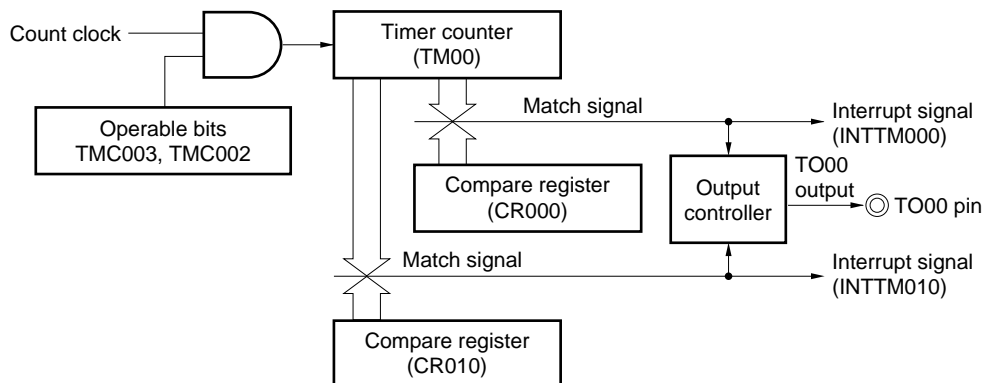 Count clock
Timer counter
(TM00)
Operable bits
TMC003, TMC002
Match signal
Interrupt signal
(INTTM000)
Compare register
(CR000)
Output
controller
TO00
output
TO00 pin
Match signal
Interrupt signal
(INTTM010)
Compare register
(CR010)